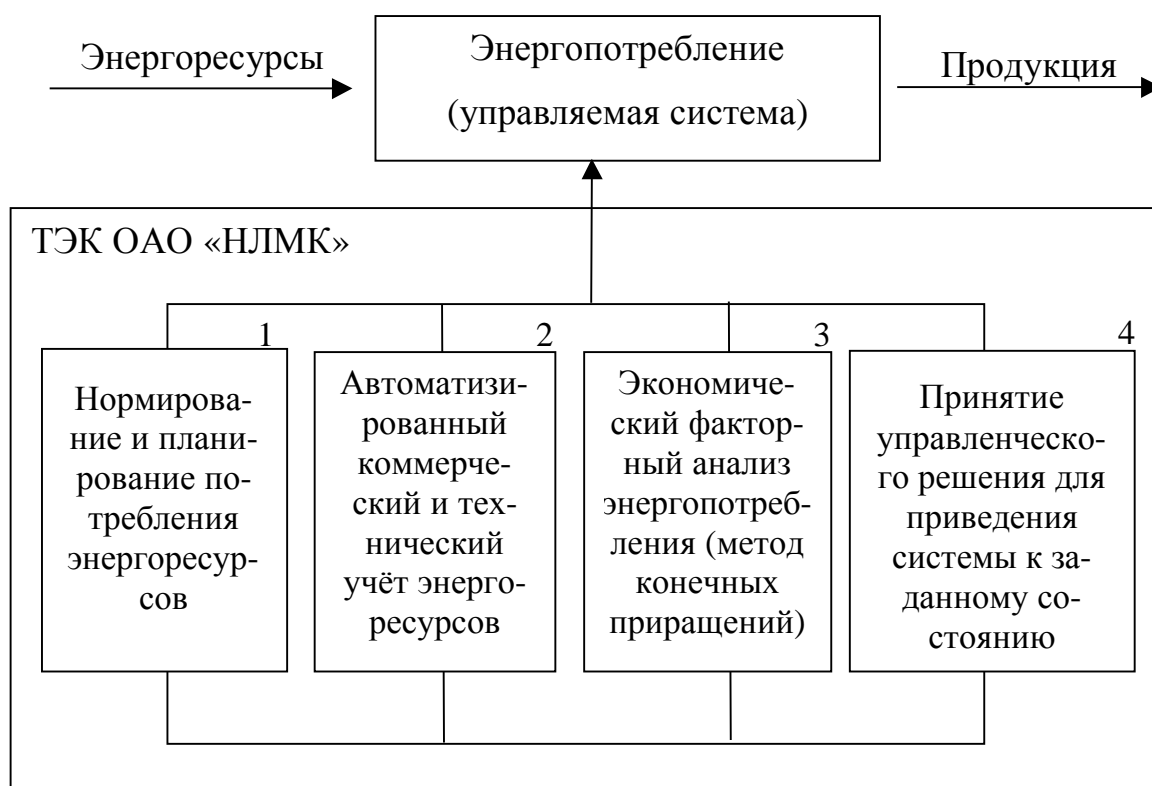 Энергоресурсы
Энергопотребление
(управляемая система)
Продукция
ТЭК ОАО «НЛМК»
1
Нормирова-
ние и плани-
рование по-
требления
энергоресур-
сов
2
Автоматизи-
рованный
коммерче-
ский и тех-
нический
учёт энерго-
ресурсов
3
Экономиче-
ский фактор-
ный анализ
энергопотреб-
ления (метод
конечных
приращений)
4
Принятие
управленческо-
го решения для
приведения
системы к за-
данному со-
стоянию